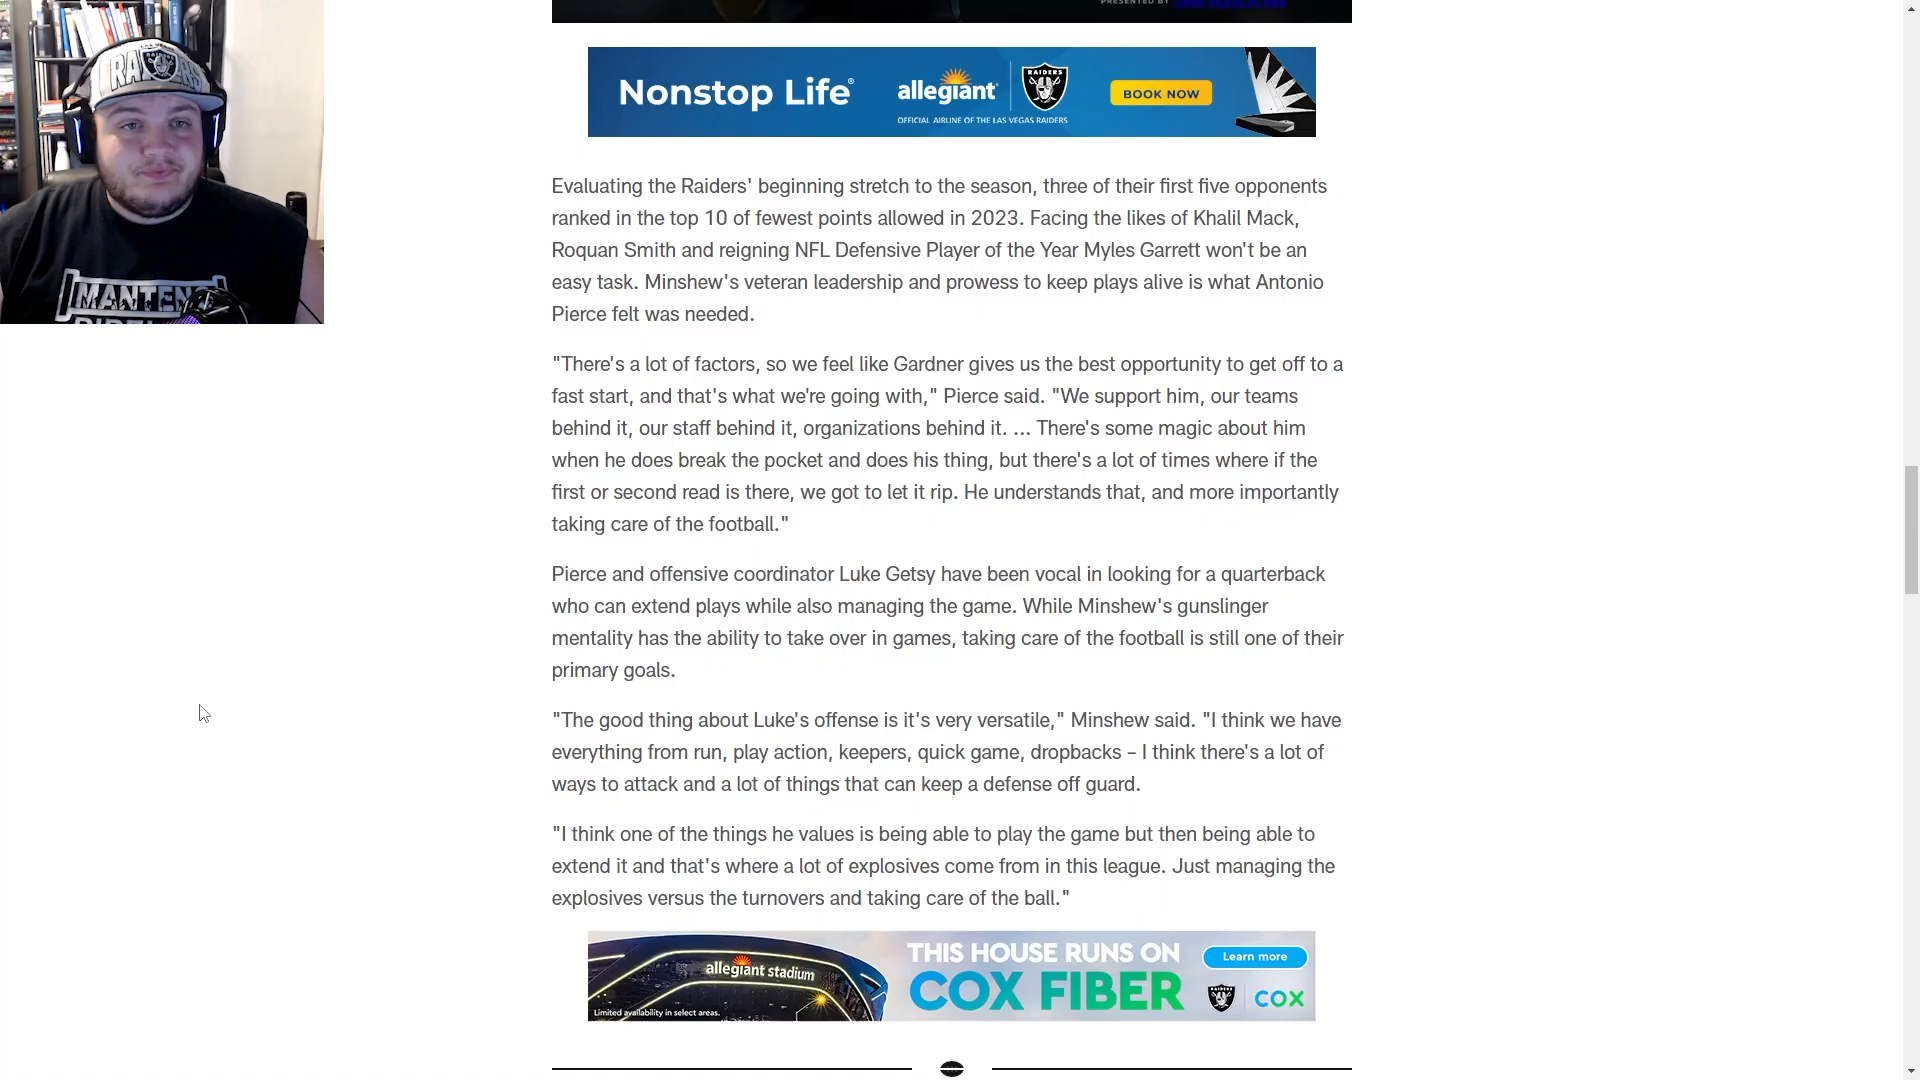 PRESENTED BY
RAIDERS
Nonstop Life®
allegiant
RAIDERS
BOOK NOW
OFFICIAL AIRLINE OF THE LAS VEGAS RAIDERS
MANTENO
Evaluating the Raiders' beginning stretch to the season, three of their first five opponents
ranked in the top 10 of fewest points allowed in 2023. Facing the likes of Khalil Mack,
Roquan Smith and reigning NFL Defensive Player of the Year Myles Garrett won't be an
easy task. Minshew's veteran leadership and prowess to keep plays alive is what Antonio
Pierce felt was needed.
"There's a lot of factors, so we feel like Gardner gives us the best opportunity to get off to a
fast start, and that's what we're going with," Pierce said. "We support him, our teams
behind it, our staff behind it, organizations behind it. ... There's some magic about him
when he does break the pocket and does his thing, but there's a lot of times where if the
first or second read is there, we got to let it rip. He understands that, and more importantly
taking care of the football."
Pierce and offensive coordinator Luke Getsy have been vocal in looking for a quarterback
who can extend plays while also managing the game. While Minshew's gunslinger
mentality has the ability to take over in games, taking care of the football is still one of their
primary goals.
"The good thing about Luke's offense is it's very versatile," Minshew said. "I think we have
everything from run, play action, keepers, quick game, dropbacks – I think there's a lot of
ways to attack and a lot of things that can keep a defense off guard.
"I think one of the things he values is being able to play the game but then being able to
extend it and that's where a lot of explosives come from in this league. Just managing the
explosives versus the turnovers and taking care of the ball."
allegiant stadium
Limited availability in select areas.
THIS HOUSE RUNS ON
COX FIBER
Learn more
COX